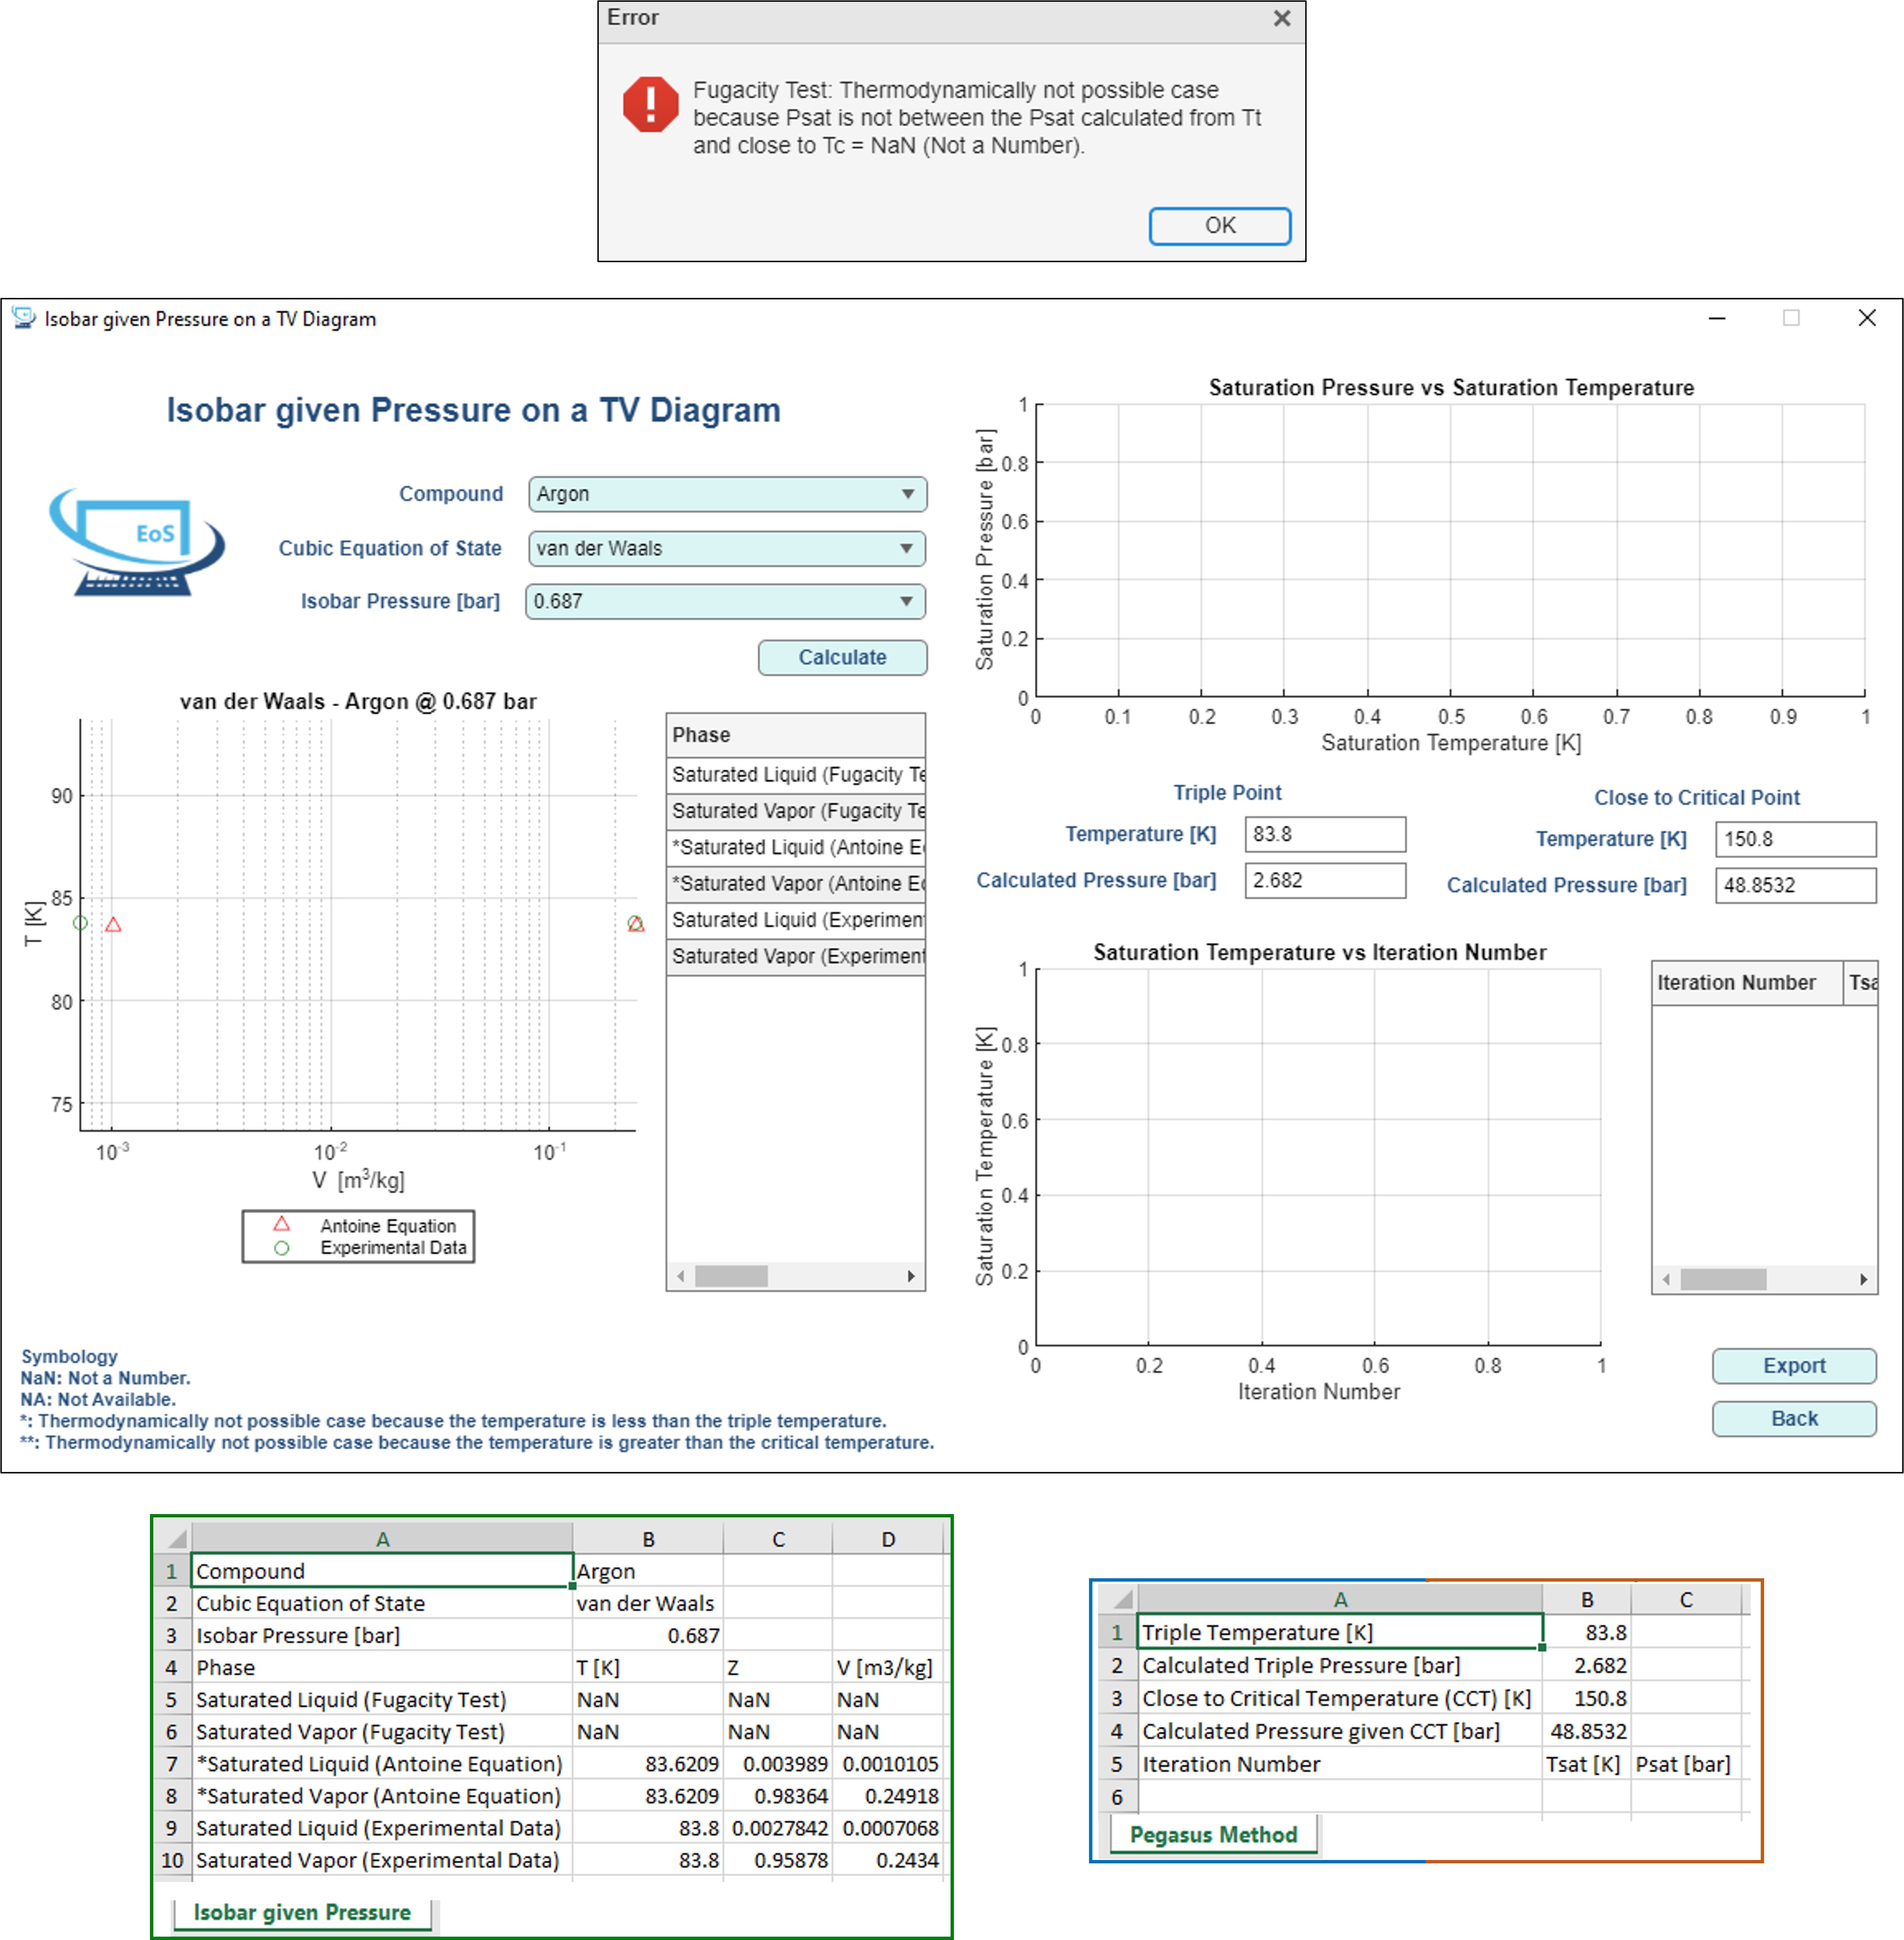 Error
Fugacity Test: Thermodynamically not possible case
because Psat is not between the Psat calculated from Tt
and close to Tc = NaN (Not a Number).
OK
Isobar given Pressure on a TV Diagram
Isobar given Pressure on a TV Diagram
EoS
Compound
Argon
Cubic Equation of State
van der Waals
Isobar Pressure [bar]
0.687
Calculate
van der Waals - Argon @ 0.687 bar
T [K]
90
85
80
75
10-3
10-2
10-1
V [m3/kg]
Antoine Equation
Experimental Data
Phase
Saturated Liquid (Fugacity Te
Saturated Vapor (Fugacity Te
*Saturated Liquid (Antoine E
*Saturated Vapor (Antoine Ec
Saturated Liquid (Experimen
Saturated Vapor (Experiment
Symbology
NaN: Not a Number.
NA: Not Available.
*: Thermodynamically not possible case because the temperature is less than the triple temperature.
**: Thermodynamically not possible case because the temperature is greater than the critical temperature.
Saturation Pressure vs Saturation Temperature
Saturation Pressure [bar]
1
0.8
0.6
0.4
0.2
0
0 0.1 0.2 0.3 0.4 0.5 0.6 0.7 0.8 0.9 1
Saturation Temperature [K]
Triple Point
Temperature [K] 83.8
Calculated Pressure [bar] 2.682
Close to Critical Point
Temperature [K] 150.8
Calculated Pressure [bar] 48.8532
Saturation Temperature vs Iteration Number
Saturation Temperature [K]
1
0.8
0.6
0.4
0.2
0
0 0.2 0.4 0.6 0.8 1
Iteration Number
Iteration Number Tsa
Export
Back
A B C D
1 Compound Argon
2 Cubic Equation of State van der Waals
3 Isobar Pressure [bar] 0.687
4 Phase T [K] Z V [m3/kg]
5 Saturated Liquid (Fugacity Test) NaN NaN NaN
6 Saturated Vapor (Fugacity Test) NaN NaN NaN
7 *Saturated Liquid (Antoine Equation) 83.6209 0.003989 0.0010105
8 *Saturated Vapor (Antoine Equation) 83.6209 0.98364 0.24918
9 Saturated Liquid (Experimental Data) 83.8 0.0027842 0.0007068
10 Saturated Vapor (Experimental Data) 83.8 0.95878 0.2434
Isobar given Pressure
A B C
1 Triple Temperature [K] 83.8
2 Calculated Triple Pressure [bar] 2.682
3 Close to Critical Temperature (CCT) [K] 150.8
4 Calculated Pressure given CCT [bar] 48.8532
5 Iteration Number Tsat [K] Psat [bar]
6
Pegasus Method